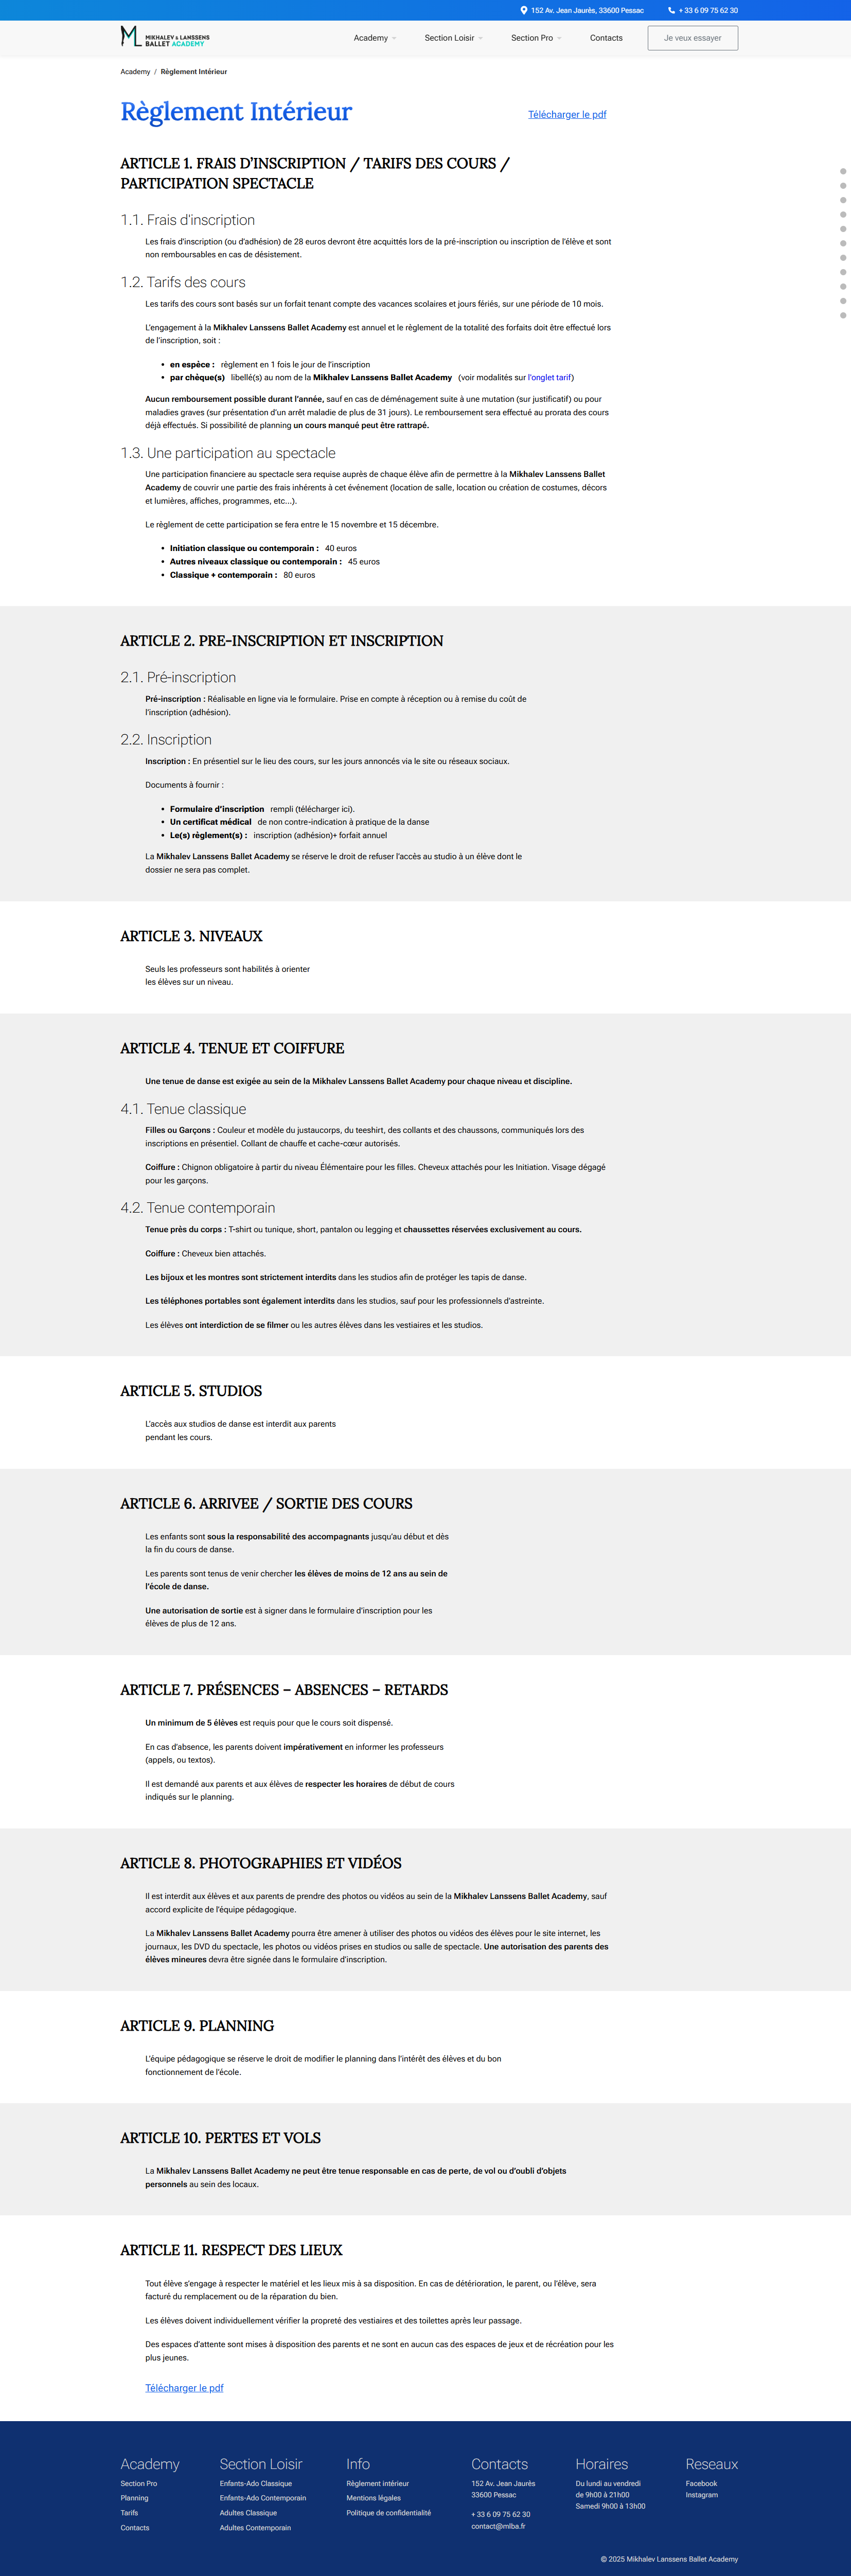 152 Av. Jean Jaurès, 33600 Pessac
+ 33 6 09 75 62 30
ML MIKHALEV & LANSSENS
BALLET ACADEMY
Academy
Section Loisir
Section Pro
Contacts
Je veux essayer
Academy / Règlement Intérieur
Règlement Intérieur
Télécharger le pdf
ARTICLE 1. FRAIS D’INSCRIPTION / TARIFS DES COURS /
PARTICIPATION SPECTACLE
1.1. Frais d'inscription
Les frais d’inscription (ou d’adhésion) de 28 euros devront être acquittés lors de la pré-inscription ou inscription de l’élève et sont
non remboursables en cas de désistement.
1.2. Tarifs des cours
Les tarifs des cours sont basés sur un forfait tenant compte des vacances scolaires et jours fériés, sur une période de 10 mois.
L’engagement à la Mikhalev Lanssens Ballet Academy est annuel et le règlement de la totalité des forfaits doit être effectué lors
de l’inscription, soit :
• en espèce : règlement en 1 fois le jour de l’inscription
• par chèque(s) libellé(s) au nom de la Mikhalev Lanssens Ballet Academy (voir modalités sur l’onglet tarif)
Aucun remboursement possible durant l’année, sauf en cas de déménagement suite à une mutation (sur justificatif) ou pour
maladies graves (sur présentation d’un arrêt maladie de plus de 31 jours). Le remboursement sera effectué au prorata des cours
déjà effectués. Si possibilité de planning un cours manqué peut être rattrapé.
1.3. Une participation au spectacle
Une participation financiere au spectacle sera requise auprès de chaque élève afin de permettre à la Mikhalev Lanssens Ballet
Academy de couvrir une partie des frais inhérents à cet événement (location de salle, location ou création de costumes, décors
et lumières, affiches, programmes, etc...).
Le règlement de cette participation se fera entre le 15 novembre et 15 décembre.
• Initiation classique ou contemporain : 40 euros
• Autres niveaux classique ou contemporain : 45 euros
• Classique + contemporain : 80 euros
ARTICLE 2. PRE-INSCRIPTION ET INSCRIPTION
2.1. Pré-inscription
Pré-inscription : Réalisable en ligne via le formulaire. Prise en compte à réception ou à remise du coût de
l’inscription (adhésion).
2.2. Inscription
Inscription : En présentiel sur le lieu des cours, sur les jours annoncés via le site ou réseaux sociaux.
Documents à fournir :
• Formulaire d’inscription rempli (télécharger ici).
• Un certificat médical de non contre-indication à pratique de la danse
• Le(s) règlement(s) : inscription (adhésion)+ forfait annuel
La Mikhalev Lanssens Ballet Academy se réserve le droit de refuser l’accès au studio à un élève dont le
dossier ne sera pas complet.
ARTICLE 3. NIVEAUX
Seuls les professeurs sont habilités à orienter
les élèves sur un niveau.
ARTICLE 4. TENUE ET COIFFURE
Une tenue de danse est exigée au sein de la Mikhalev Lanssens Ballet Academy pour chaque niveau et discipline.
4.1. Tenue classique
Filles ou Garçons : Couleur et modèle du justaucorps, du teeshirt, des collants et des chaussons, communiqués lors des
inscriptions en présentiel. Collant de chauffe et cache-cœur autorisés.
Coiffure : Chignon obligatoire à partir du niveau Élémentaire pour les filles. Cheveux attachés pour les Initiation. Visage dégagé
pour les garçons.
4.2. Tenue contemporain
Tenue près du corps : T-shirt ou tunique, short, pantalon ou legging et chaussettes réservées exclusivement au cours.
Coiffure : Cheveux bien attachés.
Les bijoux et les montres sont strictement interdits dans les studios afin de protéger les tapis de danse.
Les téléphones portables sont également interdits dans les studios, sauf pour les professionnels d’astreinte.
Les élèves ont interdiction de se filmer ou les autres élèves dans les vestiaires et les studios.
ARTICLE 5. STUDIOS
L’accès aux studios de danse est interdit aux parents
pendant les cours.
ARTICLE 6. ARRIVEE / SORTIE DES COURS
Les enfants sont sous la responsabilité des accompagnants jusqu’au début et dès
la fin du cours de danse.
Les parents sont tenus de venir chercher les élèves de moins de 12 ans au sein de
l’école de danse.
Une autorisation de sortie est à signer dans le formulaire d’inscription pour les
élèves de plus de 12 ans.
ARTICLE 7. PRÉSENCES – ABSENCES – RETARDS
Un minimum de 5 élèves est requis pour que le cours soit dispensé.
En cas d’absence, les parents doivent impérativement en informer les professeurs
(appels, ou textos).
Il est demandé aux parents et aux élèves de respecter les horaires de début de cours
indiqués sur le planning.
ARTICLE 8. PHOTOGRAPHIES ET VIDÉOS
Il est interdit aux élèves et aux parents de prendre des photos ou vidéos au sein de la Mikhalev Lanssens Ballet Academy, sauf
accord explicite de l’équipe pédagogique.
La Mikhalev Lanssens Ballet Academy pourra être amener à utiliser des photos ou vidéos des élèves pour le site internet, les
journaux, les DVD du spectacle, les photos ou vidéos prises en studios ou salle de spectacle. Une autorisation des parents des
élèves mineures devra être signée dans le formulaire d’inscription.
ARTICLE 9. PLANNING
L’équipe pédagogique se réserve le droit de modifier le planning dans l’intérêt des élèves et du bon
fonctionnement de l’école.
ARTICLE 10. PERTES ET VOLS
La Mikhalev Lanssens Ballet Academy ne peut être tenue responsable en cas de perte, de vol ou d’oubli d’objets
personnels au sein des locaux.
ARTICLE 11. RESPECT DES LIEUX
Tout élève s’engage à respecter le matériel et les lieux mis à sa disposition. En cas de détérioration, le parent, ou l’élève, sera
facturé du remplacement ou de la réparation du bien.
Les élèves doivent individuellement vérifier la propreté des vestiaires et des toilettes après leur passage.
Des espaces d’attente sont mises à disposition des parents et ne sont en aucun cas des espaces de jeux et de récréation pour les
plus jeunes.
Télécharger le pdf
Academy
Section Pro
Planning
Tarifs
Contacts
Section Loisir
Enfants-Ado Classique
Enfants-Ado Contemporain
Adultes Classique
Adultes Contemporain
Info
Règlement intérieur
Mentions légales
Politique de confidentialité
Contacts
152 Av. Jean Jaurès
33600 Pessac
+ 33 6 09 75 62 30
contact@mlba.fr
Horaires
Du lundi au vendredi
de 9h00 à 21h00
Samedi 9h00 à 13h00
Reseaux
Facebook
Instagram
© 2025 Mikhalev Lanssens Ballet Academy